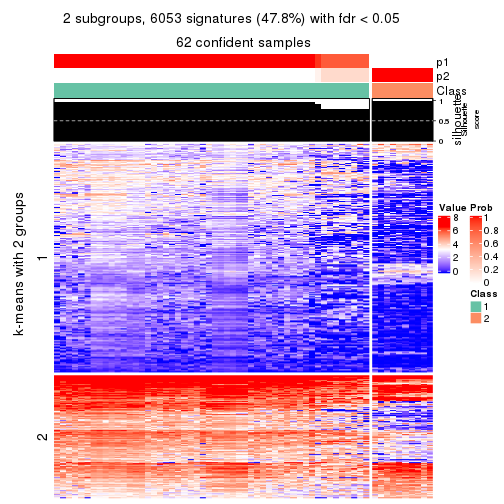 2 subgroups, 6053 signatures (47.8%) with fdr < 0.05
62 confident samples
p1
p2
Class
1
0.5
0
silhouette
Silhouette
score
k-means with 2 groups
1
2
Value
8
6
4
2
0
Prob
1
0.8
0.6
0.4
0.2
0
Class
1
2